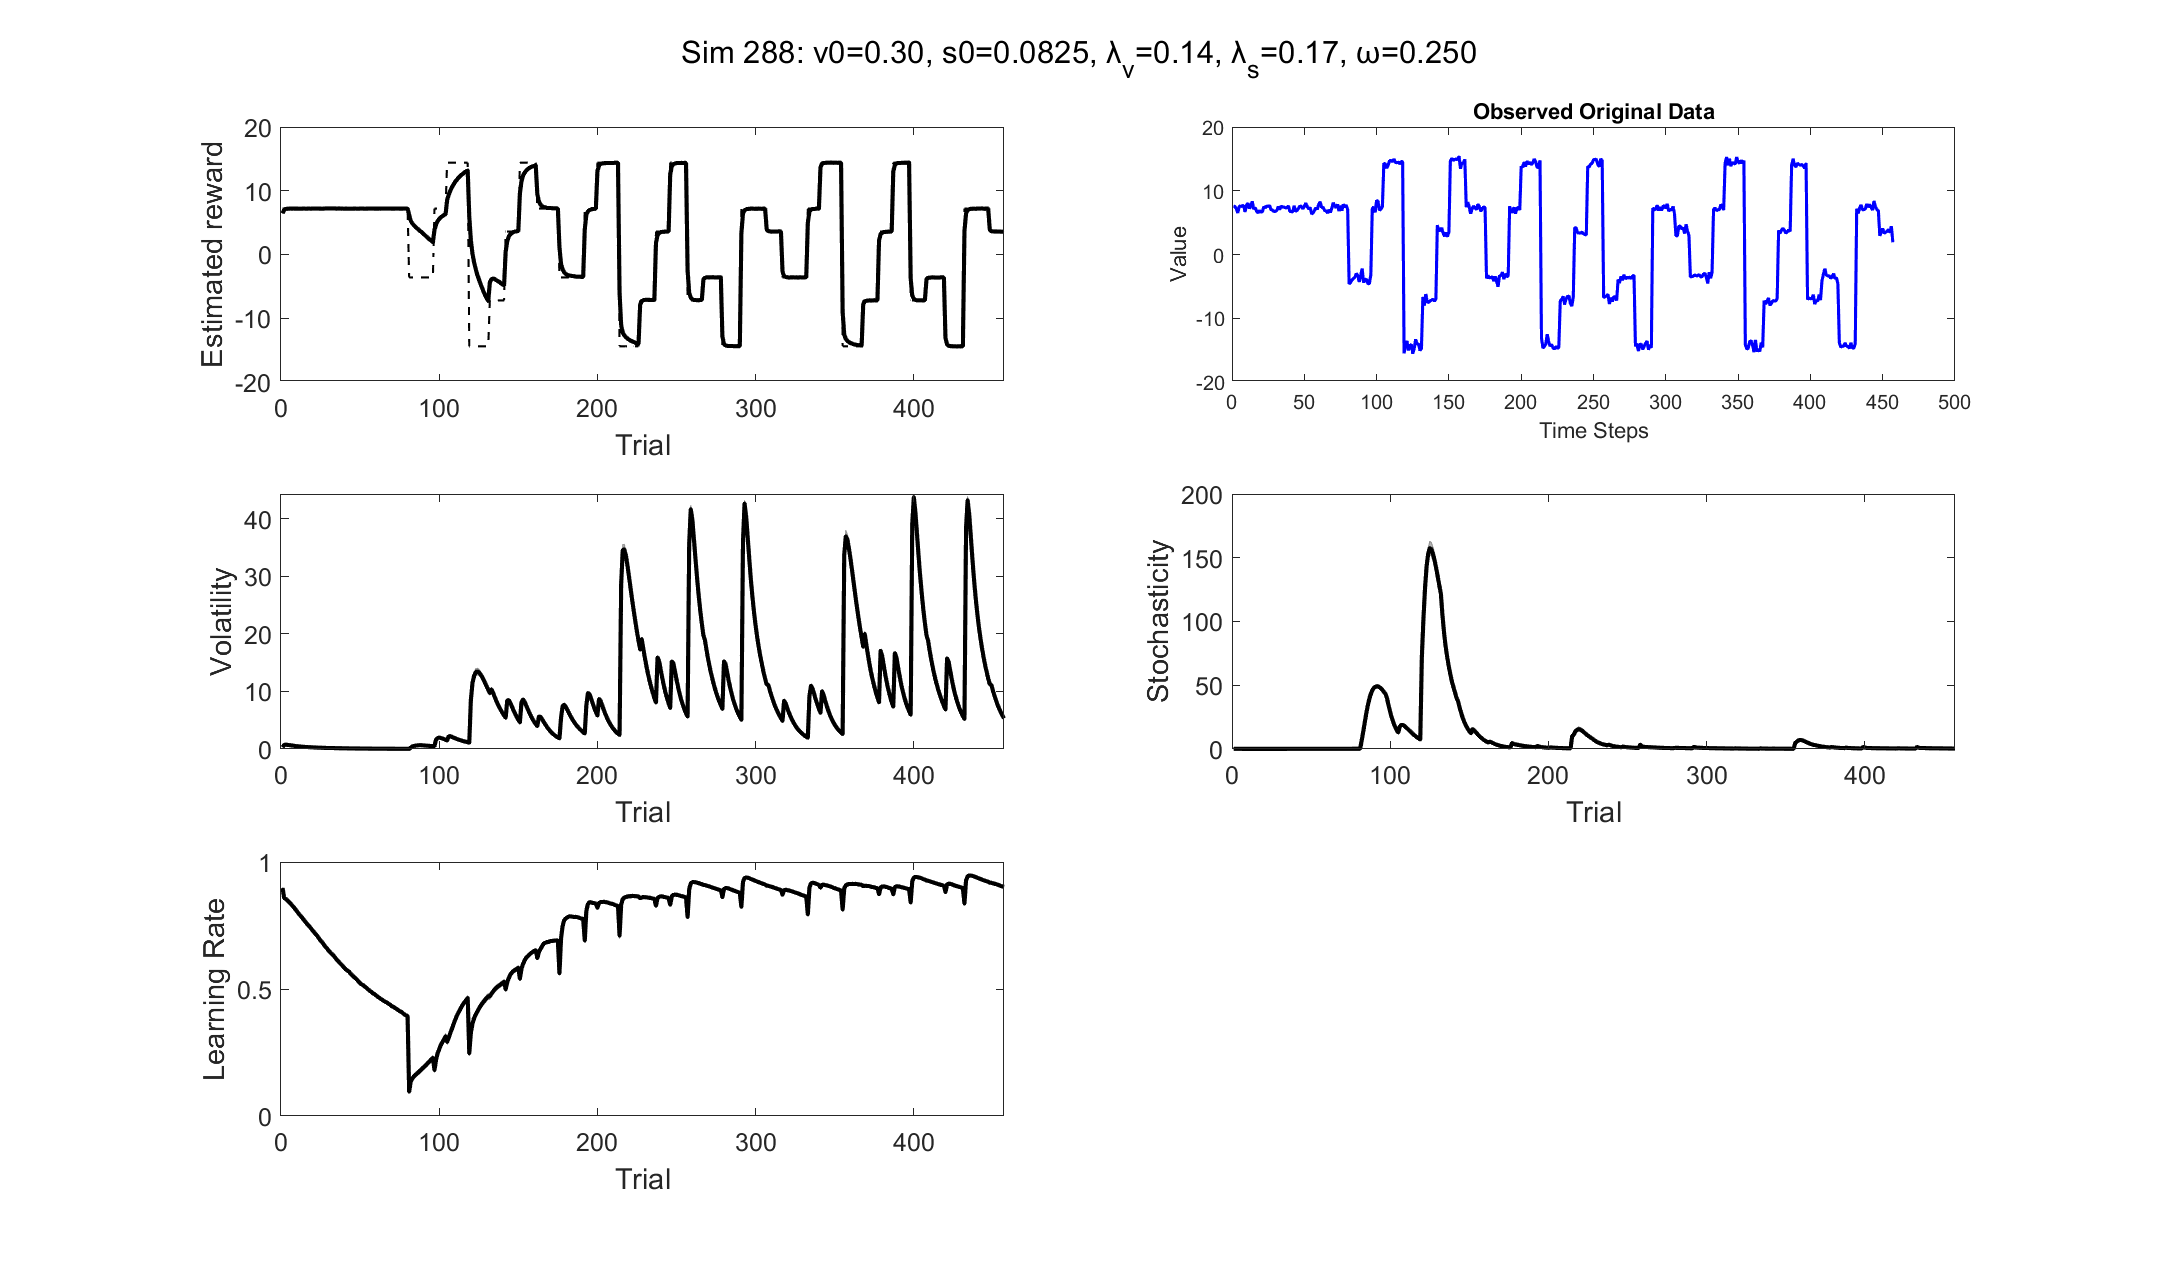 Sim 288: v0=0.30, s0=0.0825, λv=0.14, λs=0.17, ω=0.250
20
10
0
-10
-20
Estimated reward
0 100 200 300 400
Trial
Observed Original Data
20
10
0
-10
-20
Value
0 50 100 150 200 250 300 350 400 450 500
Time Steps
40
30
20
10
0
Volatility
0 100 200 300 400
Trial
200
150
100
50
0
Stochasticity
0 100 200 300 400
Trial
1
0.5
0
Learning Rate
0 100 200 300 400
Trial